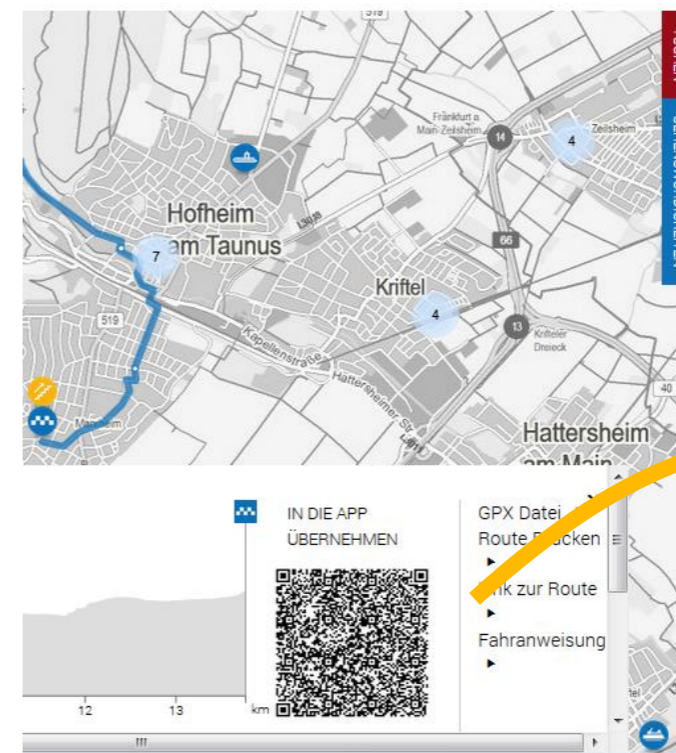 519
Frankfurt a.
Main-Zeilsheim
14
4
Zeilsheim
Hofheim
am Taunus
L3018
7
66
Kriftel
4
13
Krifteler
Dreieck
519
Kapellenstraße
Hattersheimer Str.
40
Hattersheim
am Main
IN DIE APP
ÜBERNEHMEN
GPX Datei
Route Drucken
Link zur Route
Fahranweisung
12
13
km